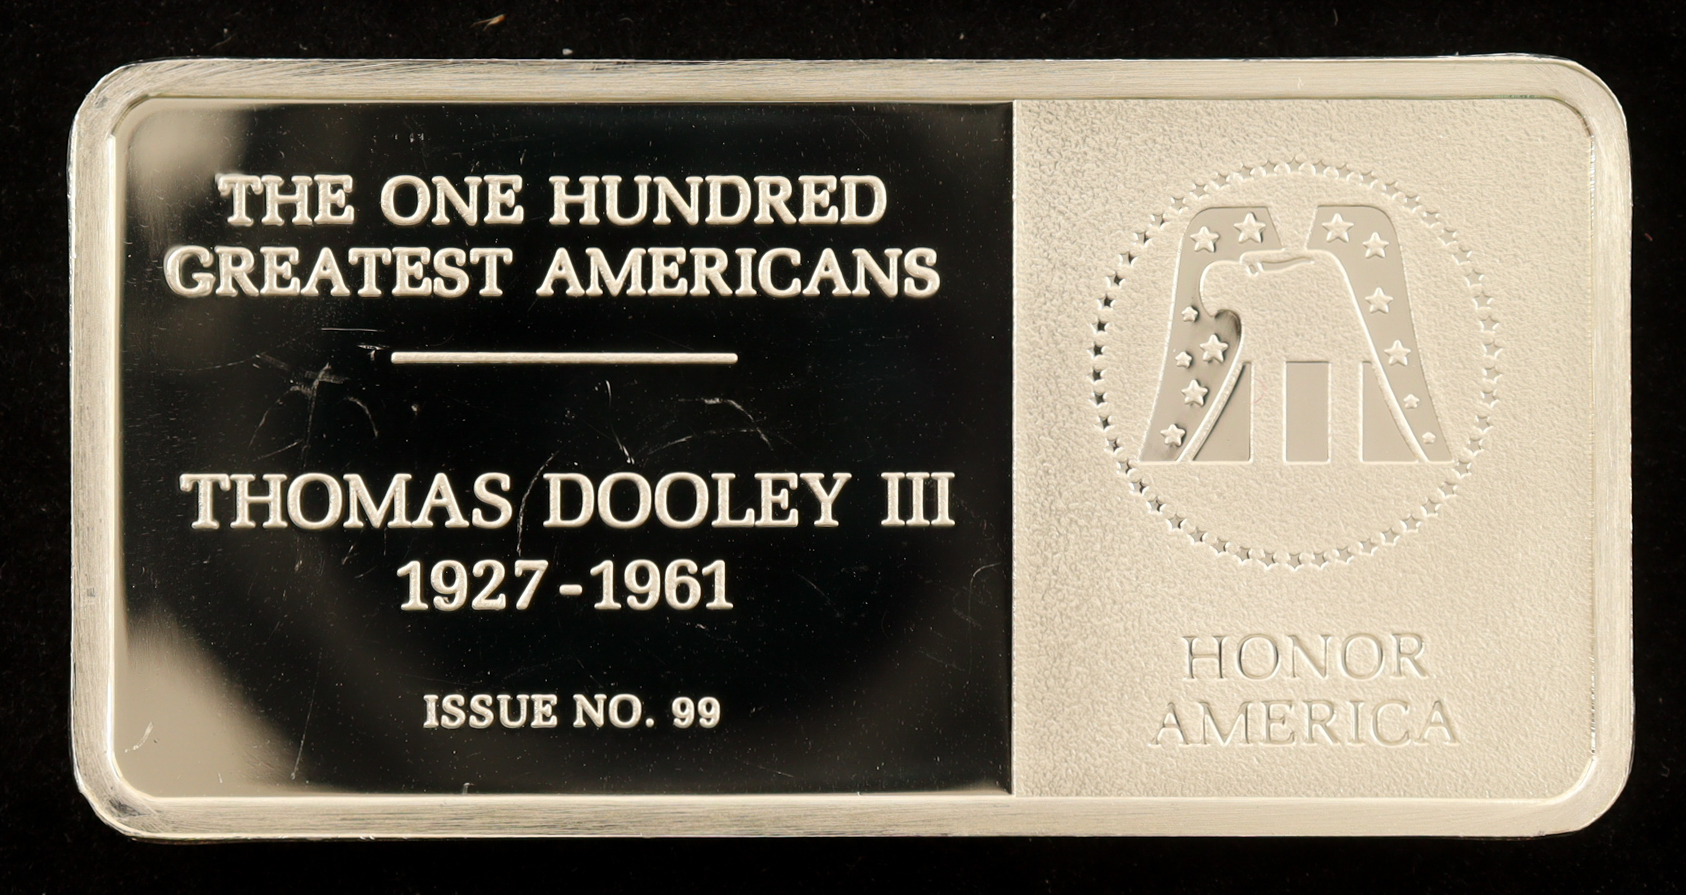 THE ONE HUNDRED
GREATEST AMERICANS
THOMAS DOOLEY III
1927-1961
ISSUE NO. 99
HONOR
AMERICA